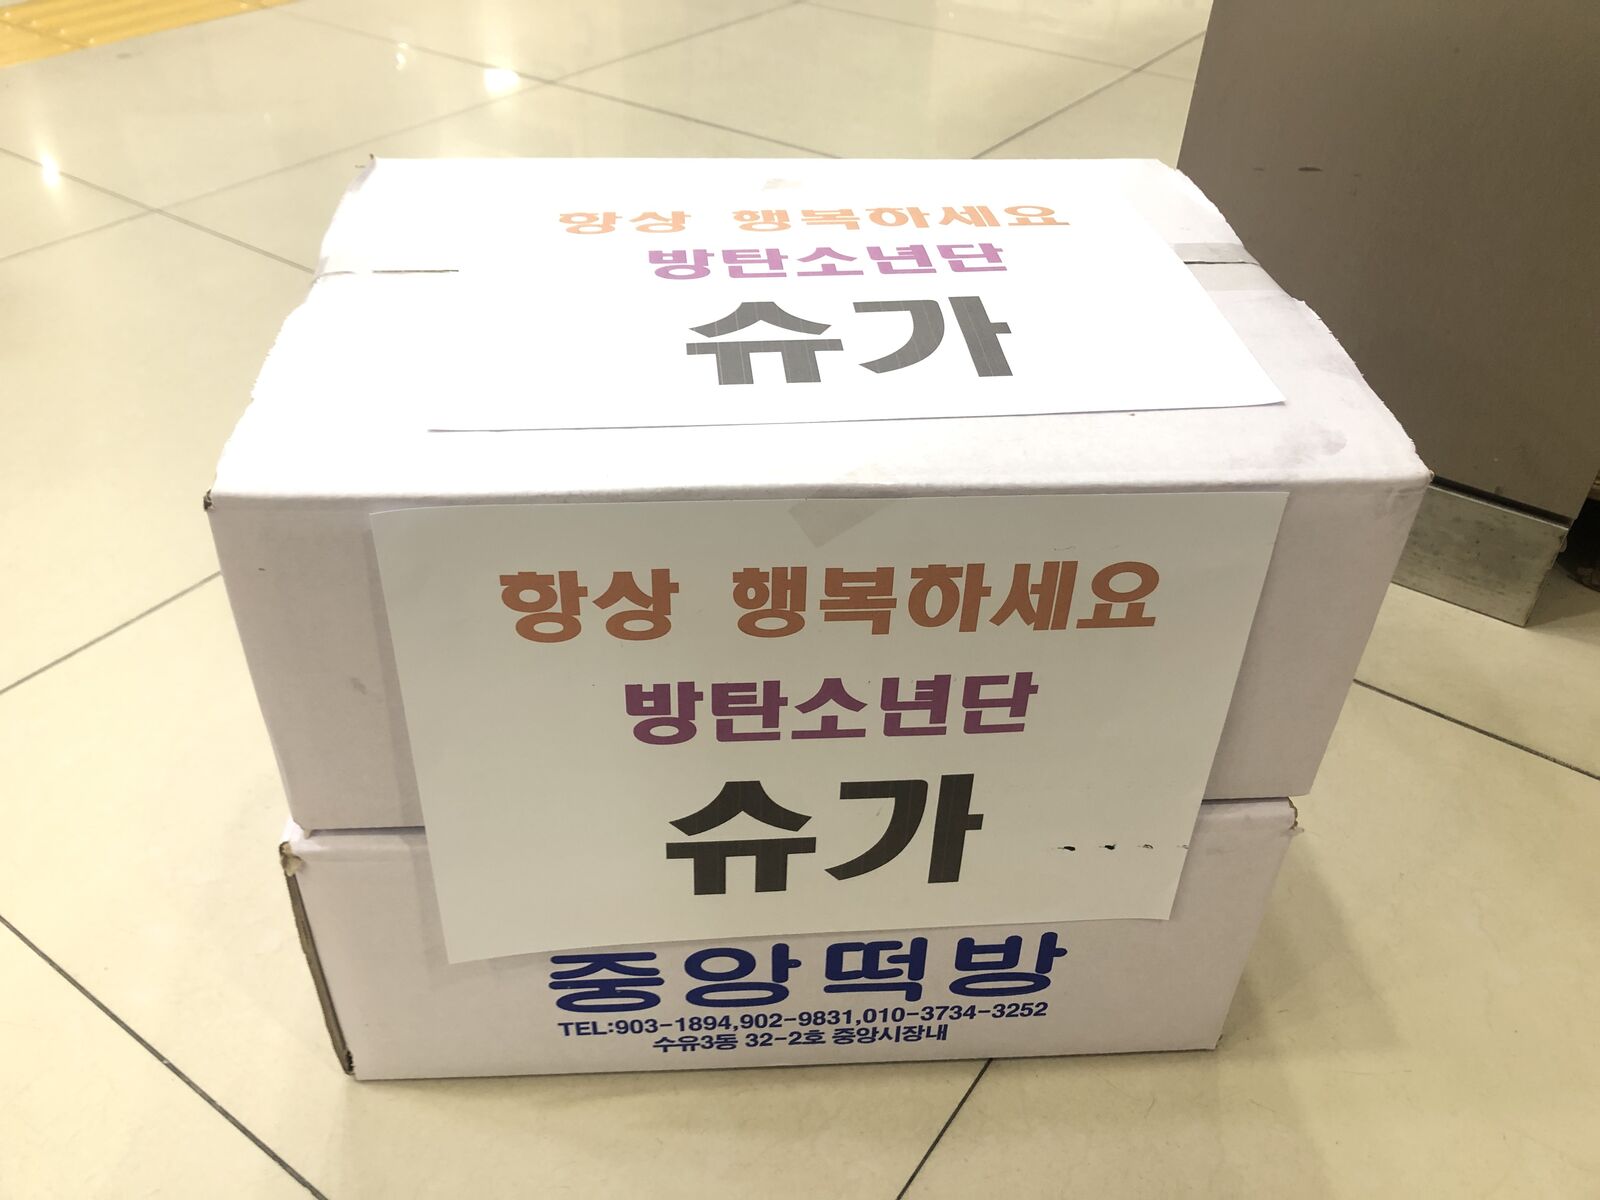 항상 행복하세요
방탄소년단
슈가
항상 행복하세요
방탄소년단
슈가
중앙떡방
TEL:903-1894,902-9831,010-3734-3252
수유3동 32-2호 중앙시장내